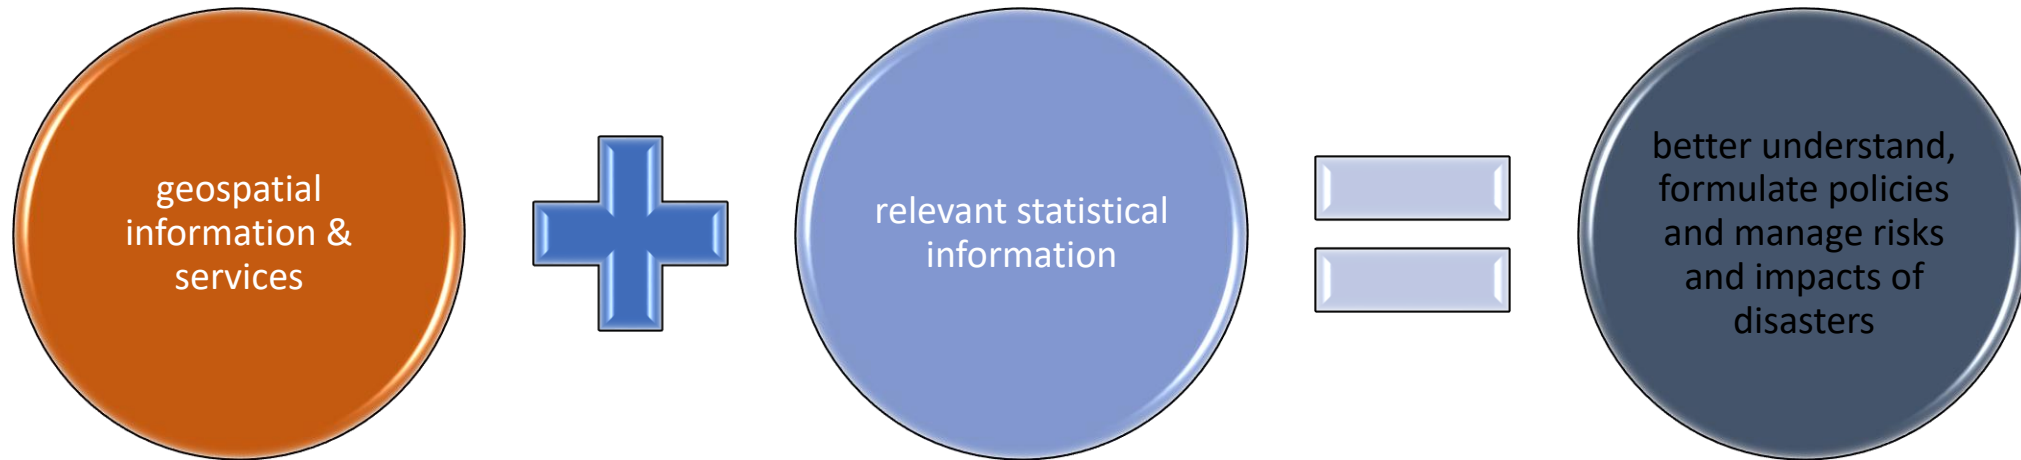 geospatial
information &
services
relevant statistical
information
better understand,
formulate policies
and manage risks
and impacts of
disasters